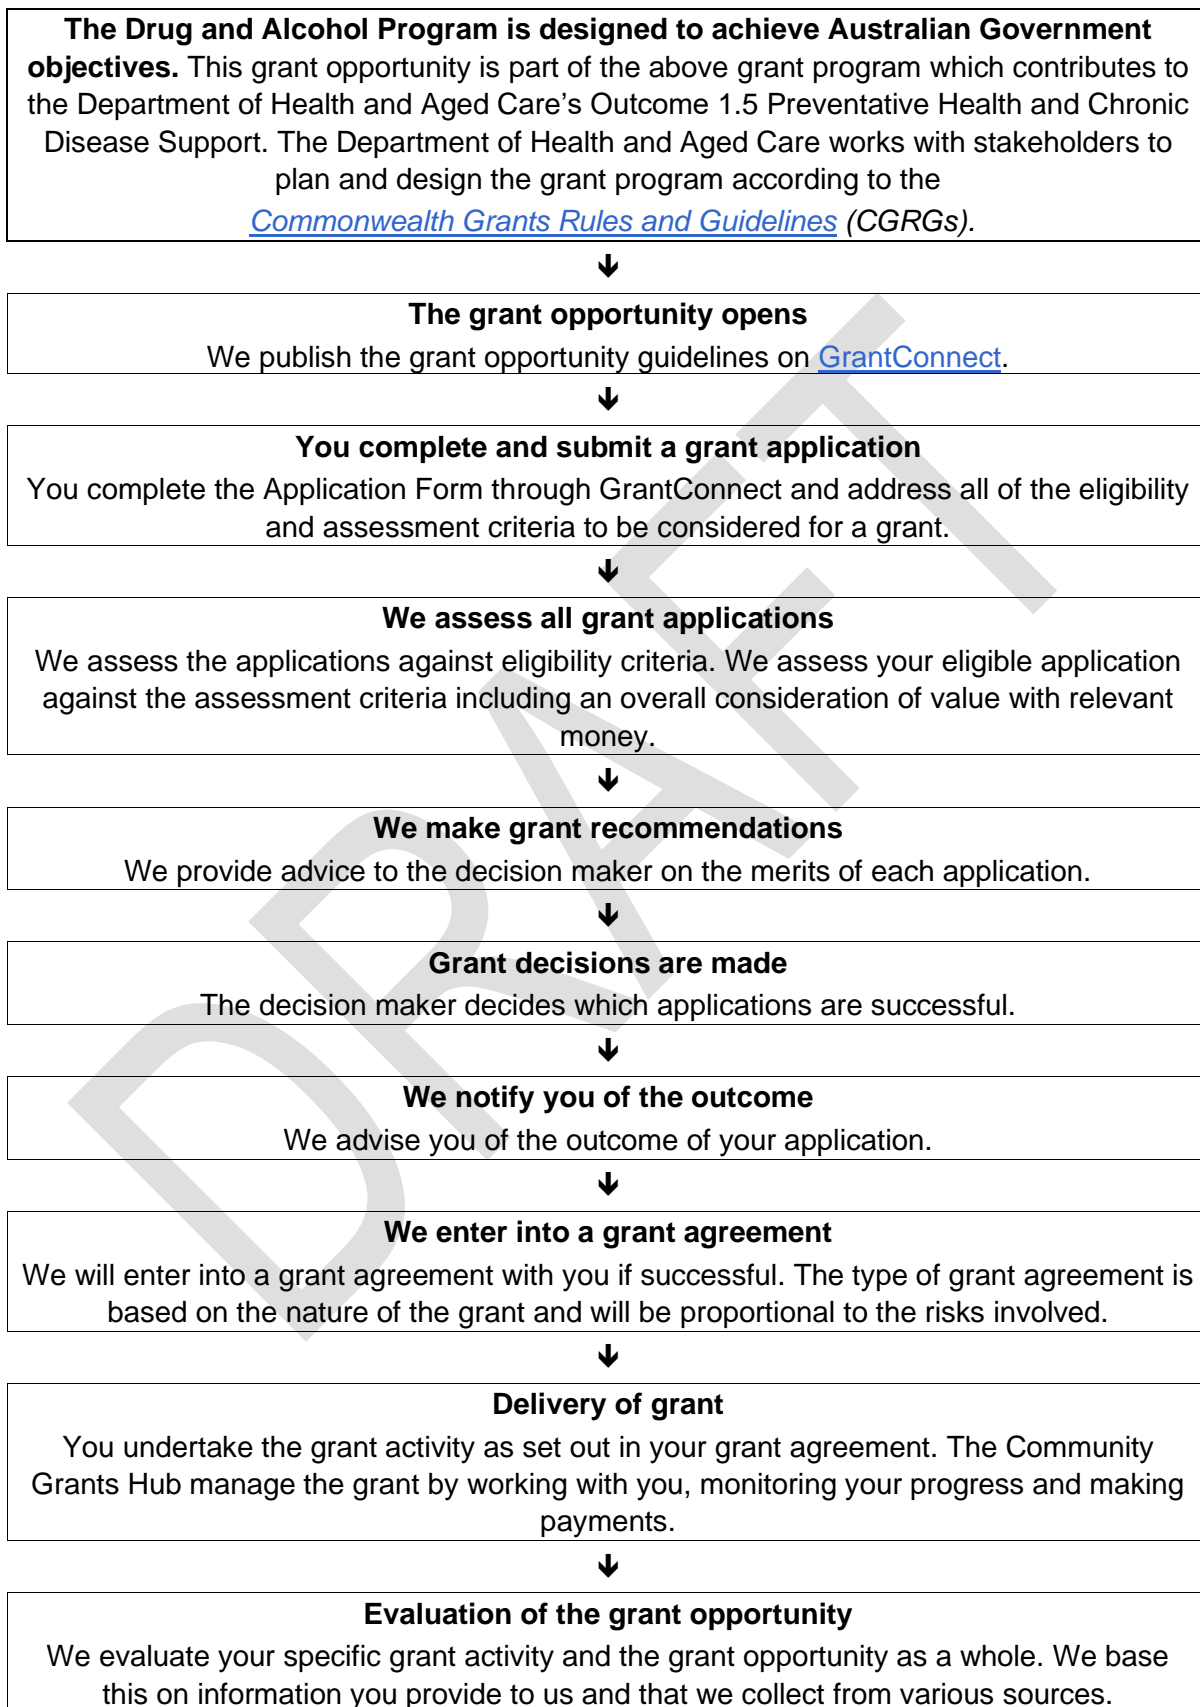 The Drug and Alcohol Program is designed to achieve Australian Government
objectives. This grant opportunity is part of the above grant program which contributes to
the Department of Health and Aged Care’s Outcome 1.5 Preventative Health and Chronic
Disease Support. The Department of Health and Aged Care works with stakeholders to
plan and design the grant program according to the
Commonwealth Grants Rules and Guidelines (CGRGs).
The grant opportunity opens
We publish the grant opportunity guidelines on GrantConnect.
You complete and submit a grant application
You complete the Application Form through GrantConnect and address all of the eligibility
and assessment criteria to be considered for a grant.
We assess all grant applications
We assess the applications against eligibility criteria. We assess your eligible application
against the assessment criteria including an overall consideration of value with relevant
money.
We make grant recommendations
We provide advice to the decision maker on the merits of each application.
Grant decisions are made
The decision maker decides which applications are successful.
We notify you of the outcome
We advise you of the outcome of your application.
We enter into a grant agreement
We will enter into a grant agreement with you if successful. The type of grant agreement is
based on the nature of the grant and will be proportional to the risks involved.
Delivery of grant
You undertake the grant activity as set out in your grant agreement. The Community
Grants Hub manage the grant by working with you, monitoring your progress and making
payments.
Evaluation of the grant opportunity
We evaluate your specific grant activity and the grant opportunity as a whole. We base
this on information you provide to us and that we collect from various sources.
DRAFT